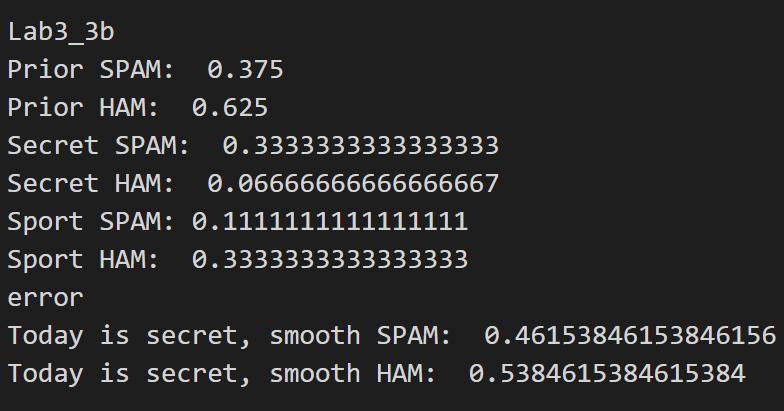 Lab3_3b
Prior SPAM:  0.375
Prior HAM:  0.625
Secret SPAM:  0.3333333333333333
Secret HAM:  0.06666666666666667
Sport SPAM: 0.1111111111111111
Sport HAM:  0.3333333333333333
error
Today is secret, smooth SPAM:  0.46153846153846156
Today is secret, smooth HAM:  0.5384615384615384